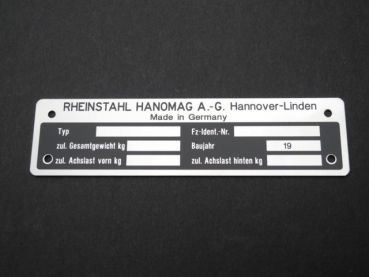 RHEINSTAHL HANOMAG A.-G. Hannover-Linden
Made in Germany
Typ Fz-Ident.-Nr.
zul. Gesamtgewicht kg Baujahr 19
zul. Achslast vorn kg zul. Achslast hinten kg